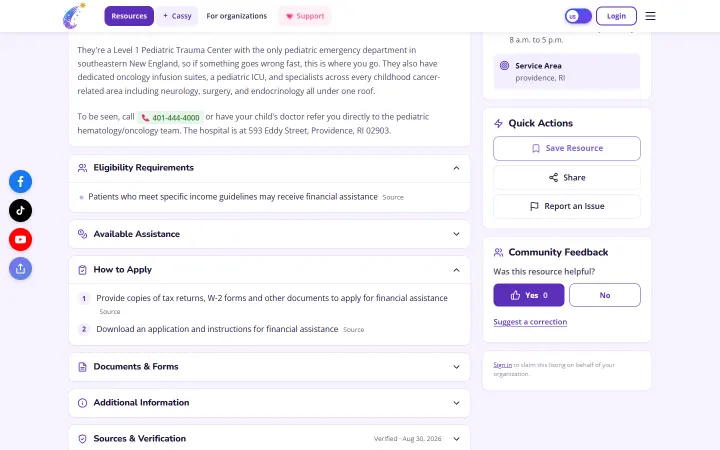 Resources
Cassy
For organizations
Support
US
Login
They're a Level 1 Pediatric Trauma Center with the only pediatric emergency department in
southeastern New England, so if something goes wrong fast, this is where you go. They also have
dedicated oncology infusion suites, a pediatric ICU, and specialists across every childhood cancer-
related area including neurology, surgery, and endocrinology all under one roof.
To be seen, call 401-444-4000 or have your child's doctor refer you directly to the pediatric
hematology/oncology team. The hospital is at 593 Eddy Street, Providence, RI 02903.
Eligibility Requirements
Patients who meet specific income guidelines may receive financial assistance Source
Available Assistance
How to Apply
1 Provide copies of tax returns, W-2 forms and other documents to apply for financial assistance
Source
2 Download an application and instructions for financial assistance Source
Documents & Forms
Additional Information
Sources & Verification Verified · Aug 30, 2026
8 a.m. to 5 p.m.
Service Area
providence, RI
Quick Actions
Save Resource
Share
Report an Issue
Community Feedback
Was this resource helpful?
Yes 0
No
Suggest a correction
Sign in to claim this listing on behalf of your
organization.